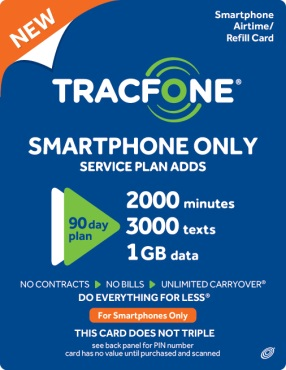 NEW
Smartphone
Airtime/
Refill Card
TRACFONE®
SMARTPHONE ONLY
SERVICE PLAN ADDS
90 day
plan
2000 minutes
3000 texts
1 GB data
NO CONTRACTS ▶ NO BILLS ▶ UNLIMITED CARRYOVER®
DO EVERYTHING FOR LESS®
For Smartphones Only
THIS CARD DOES NOT TRIPLE
see back panel for PIN number
card has no value until purchased and scanned